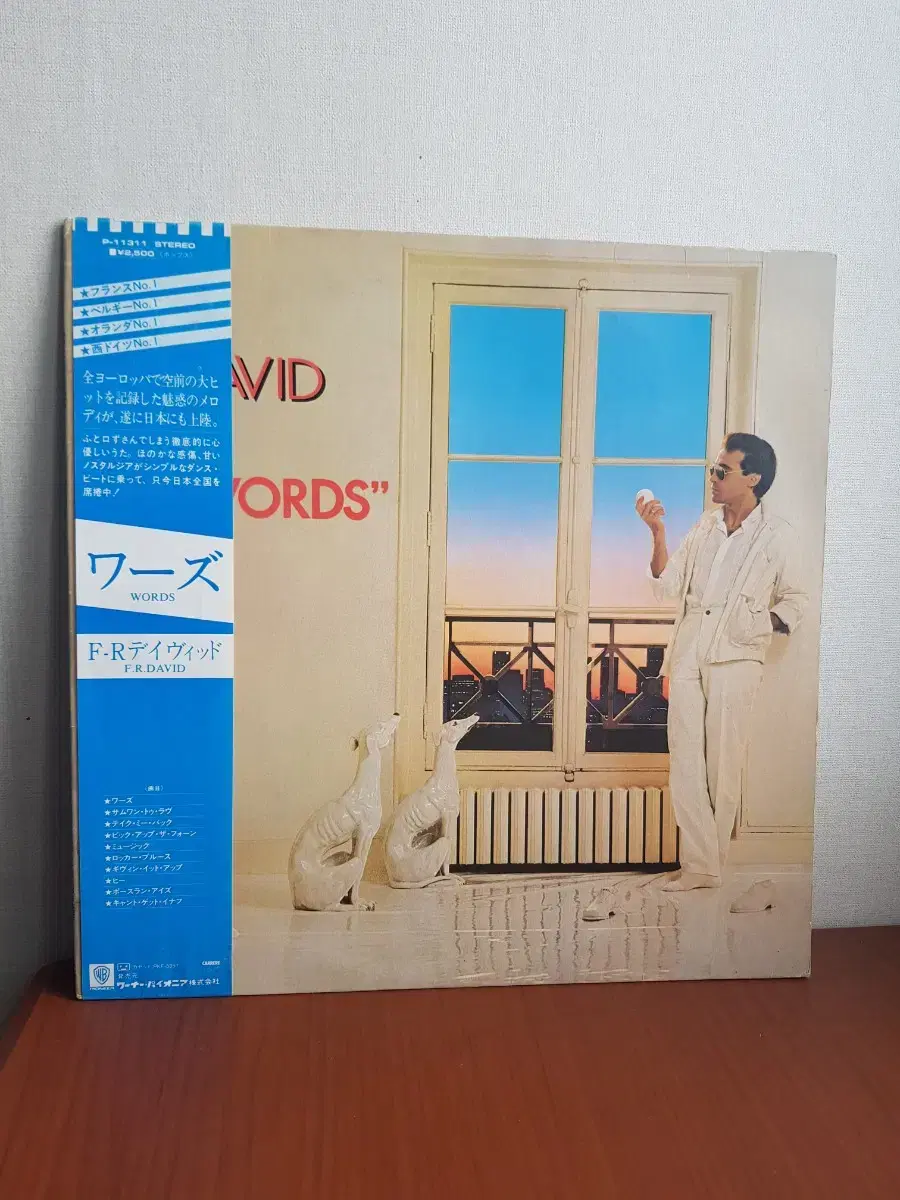 P-11311 STEREO
¥2,500 (ポップス)
★フランスNo.1
★ベルギーNo.1
★オランダNo.1
★西ドイツNo.1
全ヨーロッパで空前の大ヒ
ットを記録した魅惑のメロ
ディが、遂に日本にも上陸。
ふと口ずさんでしまう徹底的に心
優しいうた。ほのかな感傷、甘い
ノスタルジアがシンプルなダンス・
ビートに乗って、只今日本全国を
席捲中!
ワーズ
WORDS
F-Rデイヴィッド
F.R.DAVID
AVID
WORDS”
★ワーズ
★サムワン・トゥ・ラヴ
★テイク・ミー・バック
★ピック・アップ・ザ・フォーン
★ミュージック
★ロッカー・ブルース
★ギヴィン・イット・アップ
★ヒー
★ポースラン・アイズ
★キャント・ゲット・イナフ
CARRERE
ワーナー・パイオニア株式会社